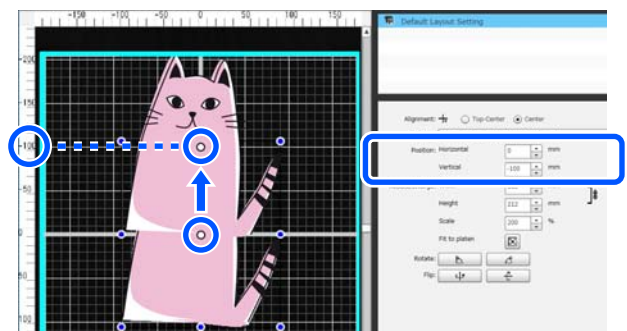 -150 -100 -50 0 50 100 150
Default Layout Setting
-200
-150
Alignment: Top Center Center
-100
Position: Horizontal 0 mm
Vertical -100 mm
-50
Height 212 mm
Scale 200 %
0
Fit to platen
Rotate:
50
Flip:
100